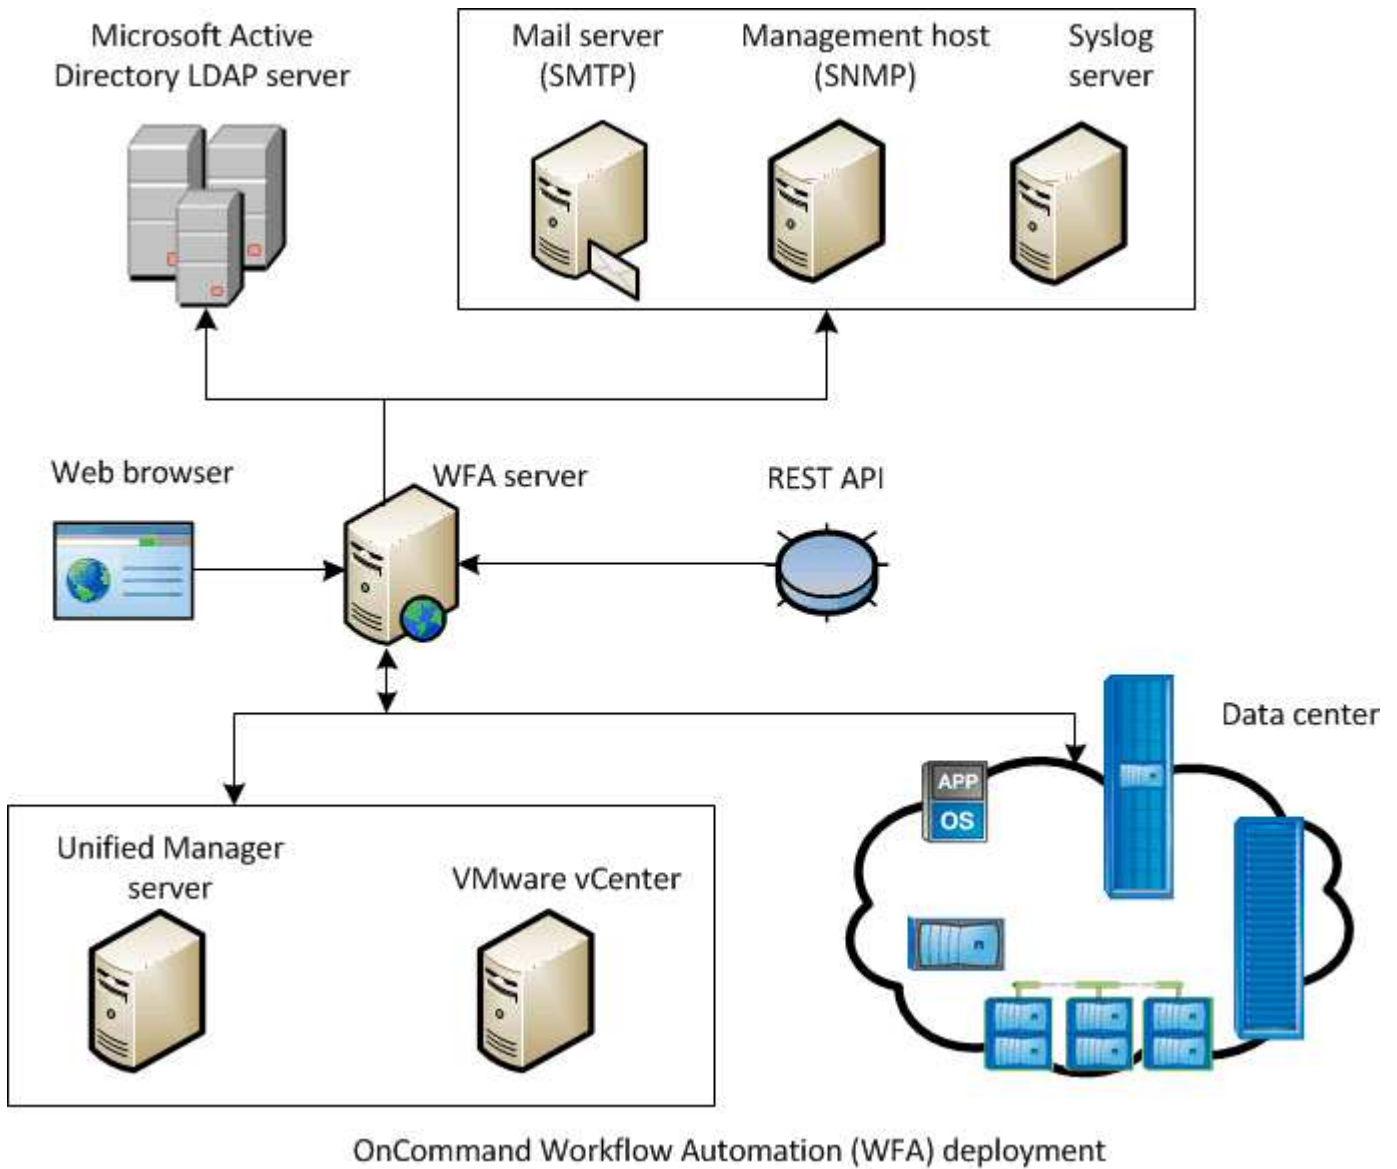 Microsoft Active
Directory LDAP server
Mail server
(SMTP)
Management host
(SNMP)
Syslog
server
Web browser
WFA server
REST API
Data center
APP
OS
Unified Manager
server
VMware vCenter
OnCommand Workflow Automation (WFA) deployment